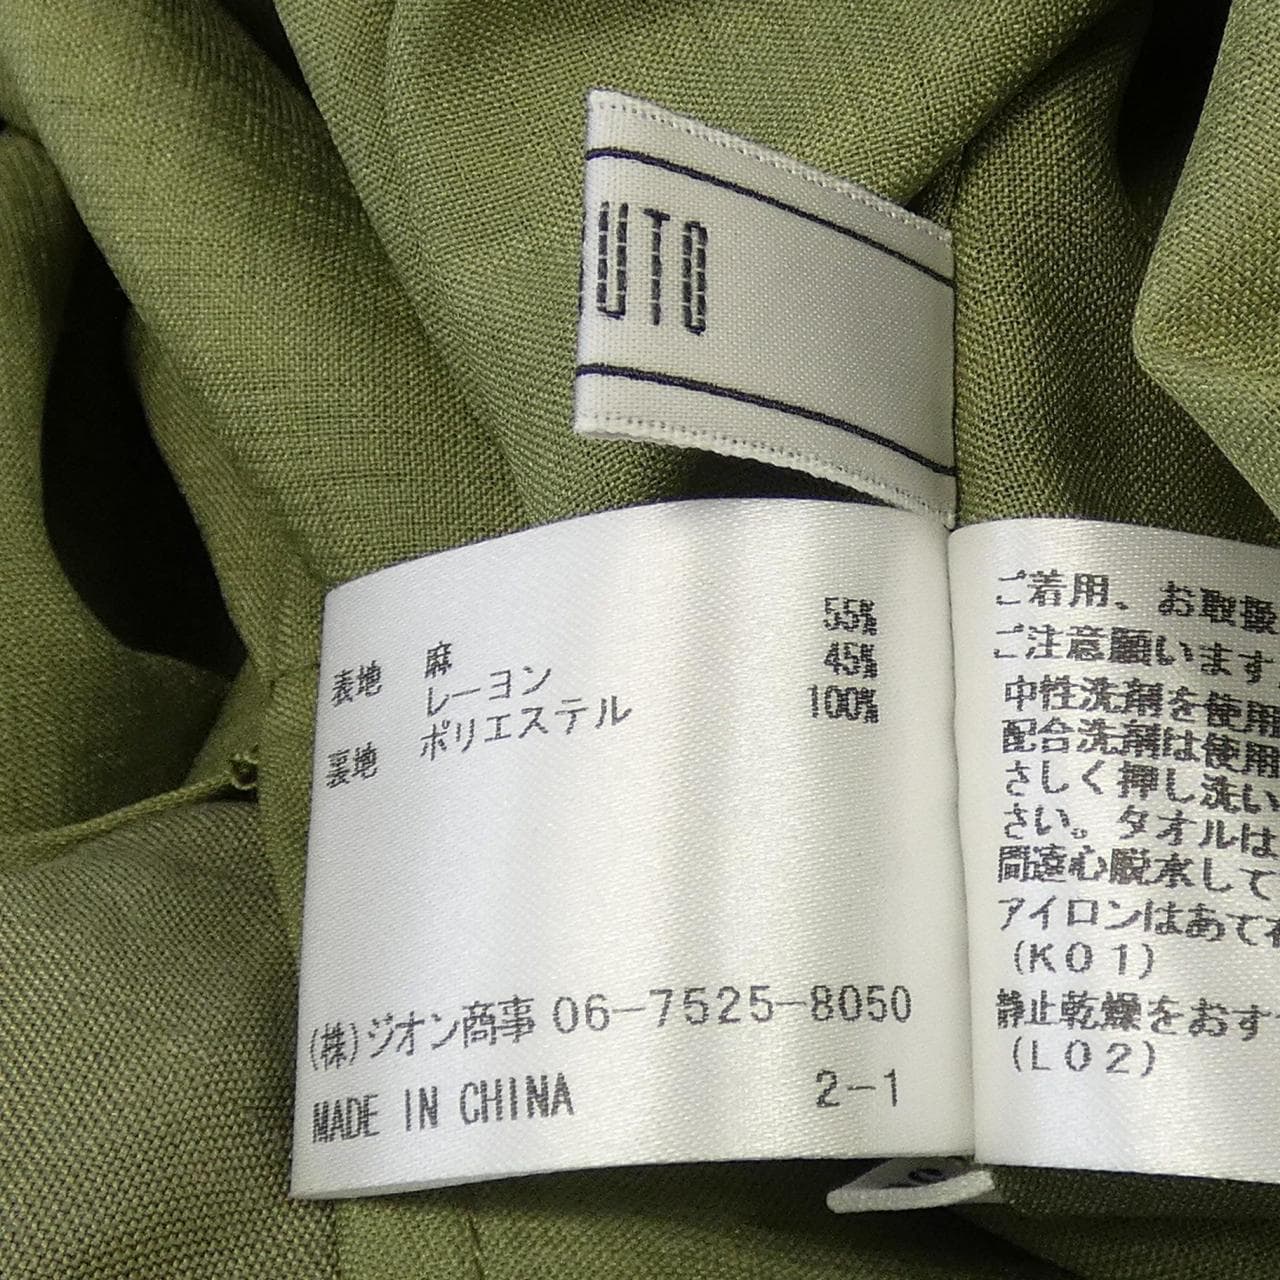 UTO
表地 麻 55%
レーヨン 45%
裏地 ポリエステル 100%
(株)ジオン商事 06-7525-8050
MADE IN CHINA 2-1
ご着用、お取扱
ご注意願います
中性洗剤を使用
配合洗剤は使用
さしく押し洗い
さい。タオルは
間遠心脱水して
アイロンはあて布
(K01)
静止乾燥をおす
(L02)